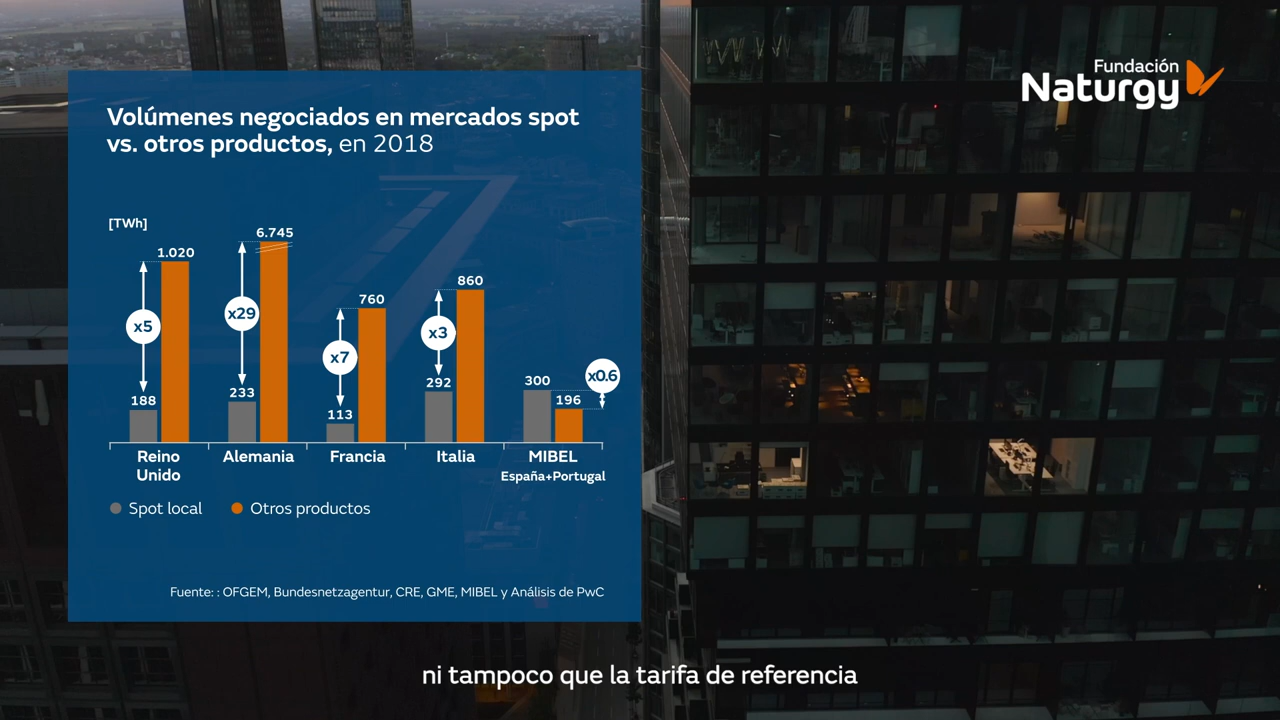 Fundación
Naturgy
Volúmenes negociados en mercados spot
vs. otros productos, en 2018
[TWh]
188
x5
1.020
233
x29
6.745
113
x7
760
292
x3
860
300
196
x0.6
Reino
Unido
Alemania
Francia
Italia
MIBEL
España+Portugal
Spot local
Otros productos
Fuente: : OFGEM, Bundesnetzagentur, CRE, GME, MIBEL y Análisis de PwC
ni tampoco que la tarifa de referencia